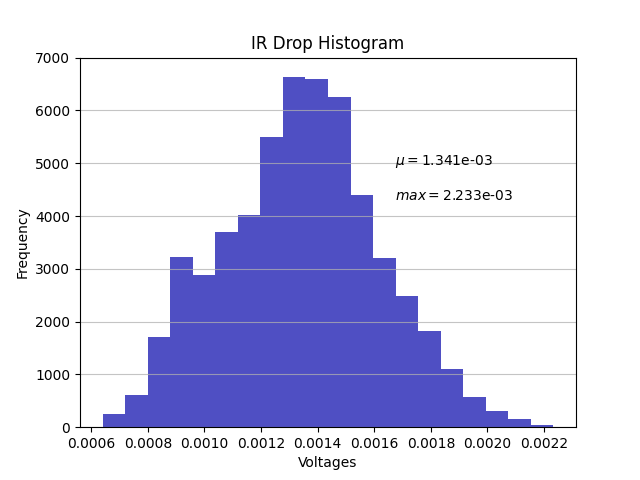 IR Drop Histogram
7000
6000
5000
4000
3000
2000
1000
0
Frequency
μ = 1.341e-03
max = 2.233e-03
0.0006 0.0008 0.0010 0.0012 0.0014 0.0016 0.0018 0.0020 0.0022
Voltages